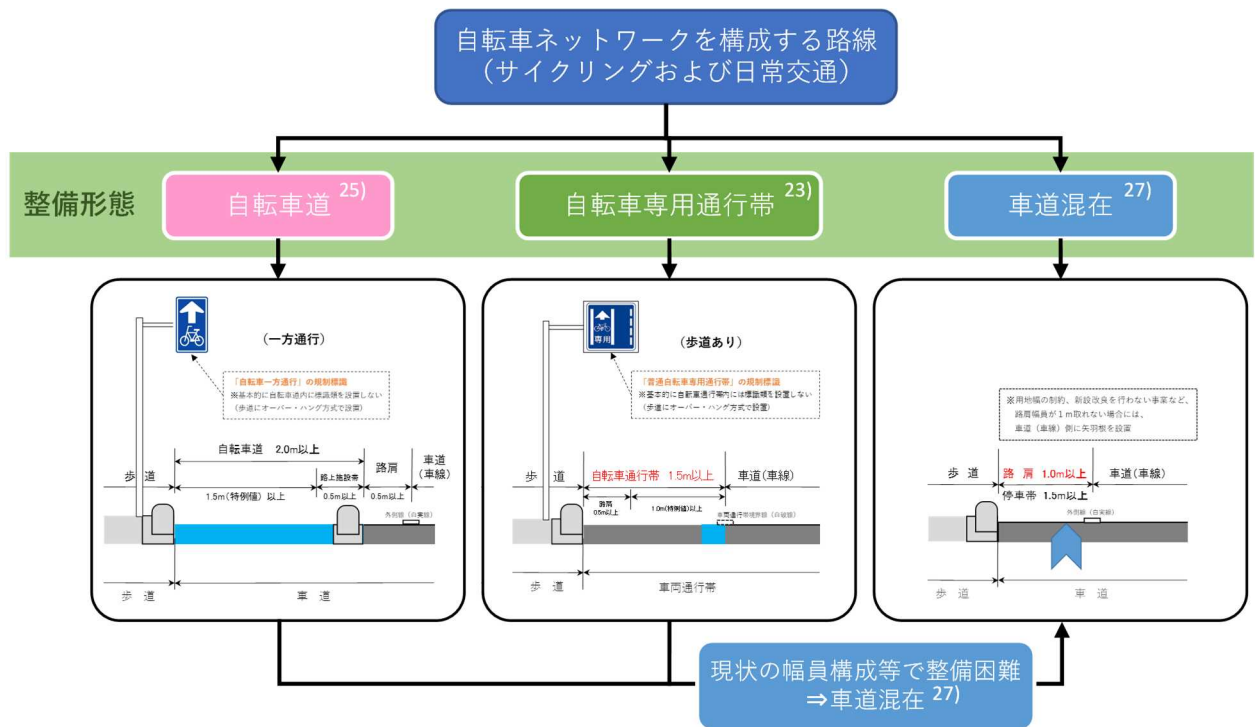 自転車ネットワークを構成する路線
（サイクリングおよび日常交通）
整備形態
自転車道 25)
自転車専用通行帯 23)
車道混在 27)
（一方通行）
「自転車一方通行」の規制標識
※基本的に自転車道内に標識類を設置しない
（歩道にオーバー・ハング方式で設置）
自転車道 2.0m以上
歩 道
路肩
車道
（車線）
1.5m（特例値）以上
路上施設帯
0.5m以上
0.5m以上
外側線（白実線）
歩 道
車 道
専用
（歩道あり）
「普通自転車専用通行帯」の規制標識
※基本的に自転車通行帯内には標識類を設置しない
（歩道にオーバー・ハング方式で設置）
歩 道
自転車通行帯 1.5m以上
車道（車線）
路肩
0.5m以上
1.0m（特例値）以上
車両通行帯境界線（白破線）
歩 道
車両通行帯
※用地幅の制約、新設改良を行わない事業など、
路肩幅員が１ｍ取れない場合には、
車道（車線）側に矢羽根を設置
歩 道
路 肩 1.0m以上
車道（車線）
停車帯 1.5m以上
外側線（白実線）
歩 道
車 道
現状の幅員構成等で整備困難
⇒車道混在 27)